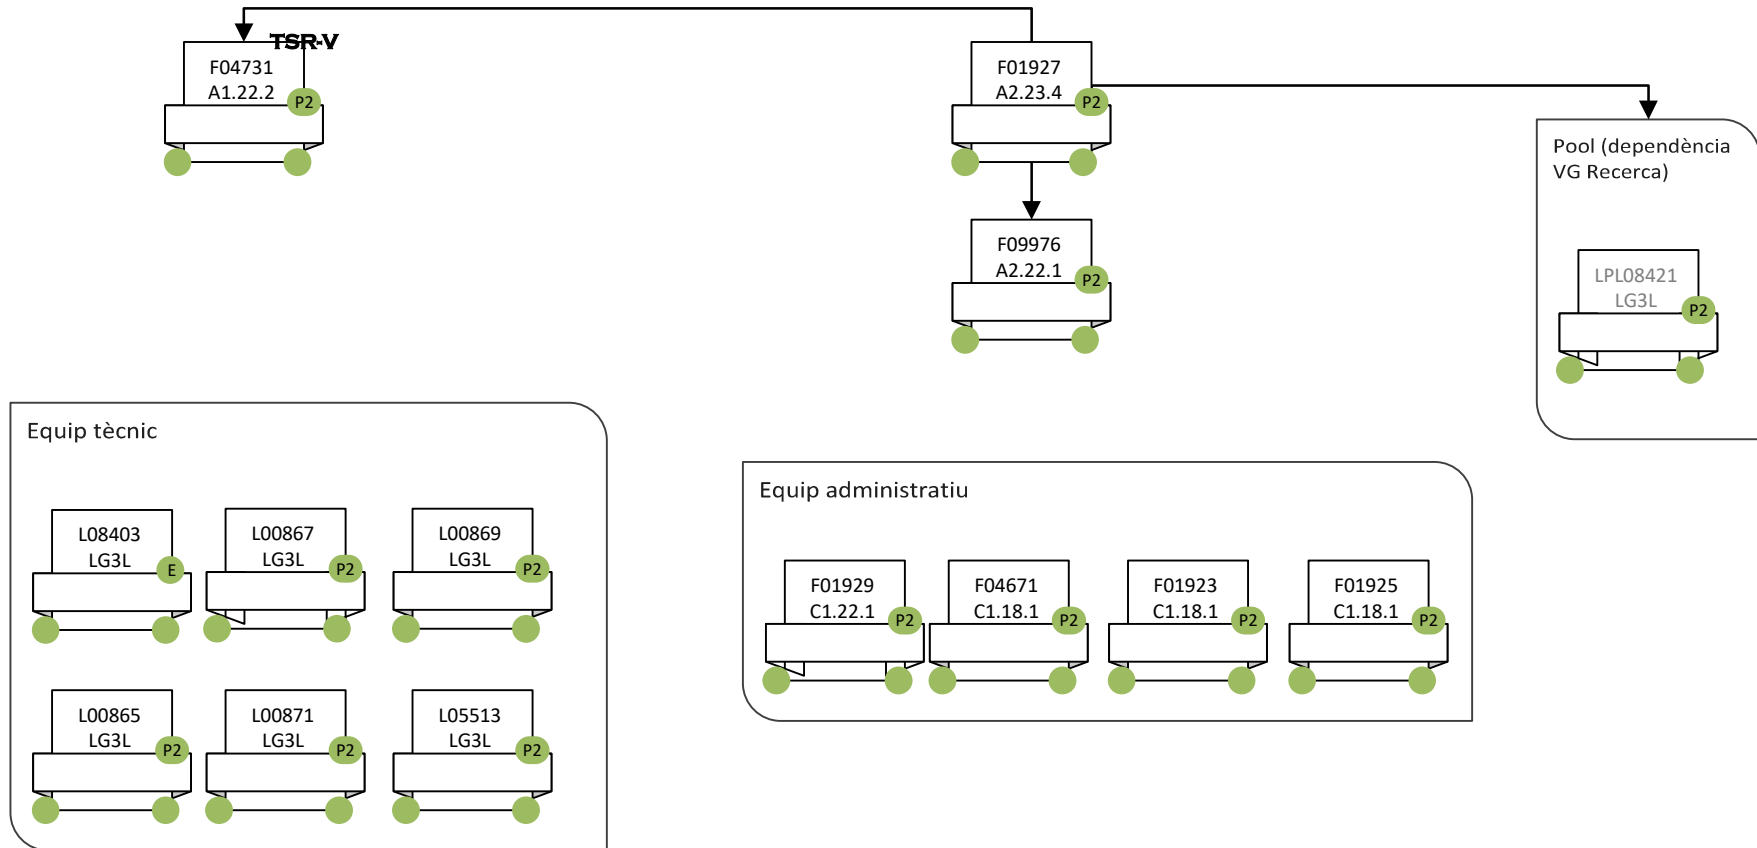 TSR-V
F04731
A1.22.2
P2
F01927
A2.23.4
P2
Pool (dependència
VG Recerca)
F09976
A2.22.1
P2
LPL08421
LG3L
P2
Equip tècnic
L08403
LG3L
E
L00867
LG3L
P2
L00869
LG3L
P2
L00865
LG3L
P2
L00871
LG3L
P2
L05513
LG3L
P2
Equip administratiu
F01929
C1.22.1
P2
F04671
C1.18.1
P2
F01923
C1.18.1
P2
F01925
C1.18.1
P2